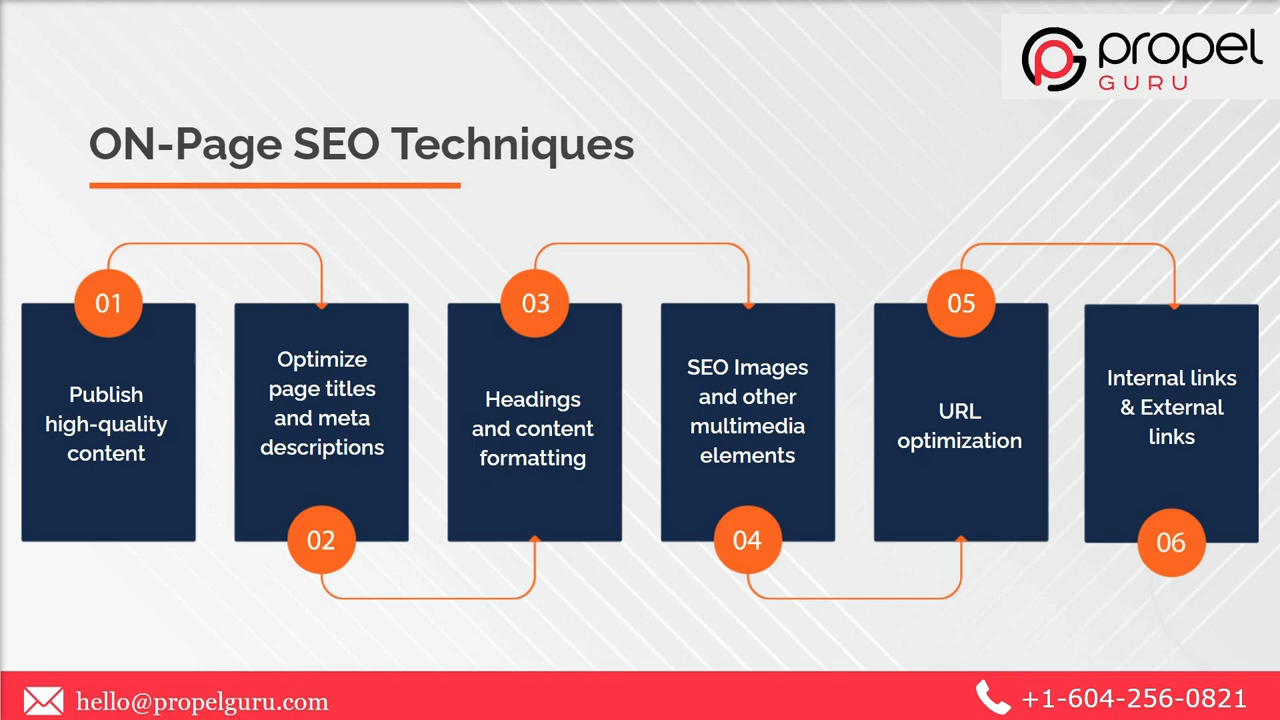 propel
GURU
ON-Page SEO Techniques
01
Publish
high-quality
content
Optimize
page titles
and meta
descriptions
02
03
Headings
and content
formatting
SEO Images
and other
multimedia
elements
04
05
URL
optimization
Internal links
& External
links
06
hello@propelguru.com
+1-604-256-0821